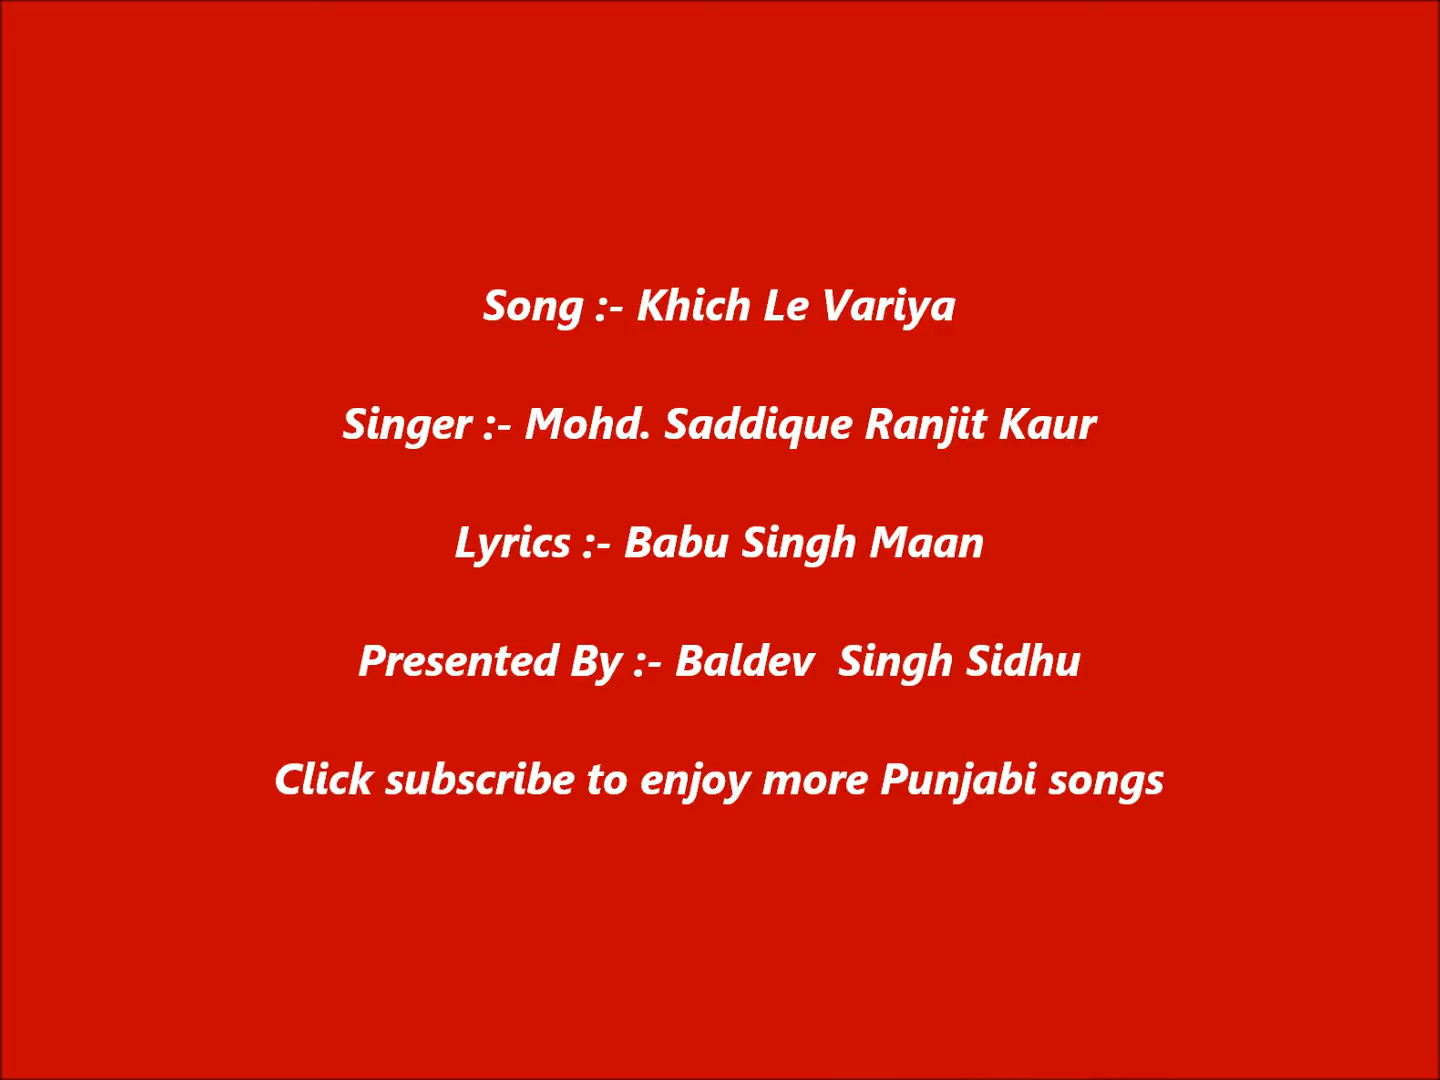 Song :- Khich Le Variya
Singer :- Mohd. Saddique Ranjit Kaur
Lyrics :- Babu Singh Maan
Presented By :- Baldev  Singh Sidhu
Click subscribe to enjoy more Punjabi songs